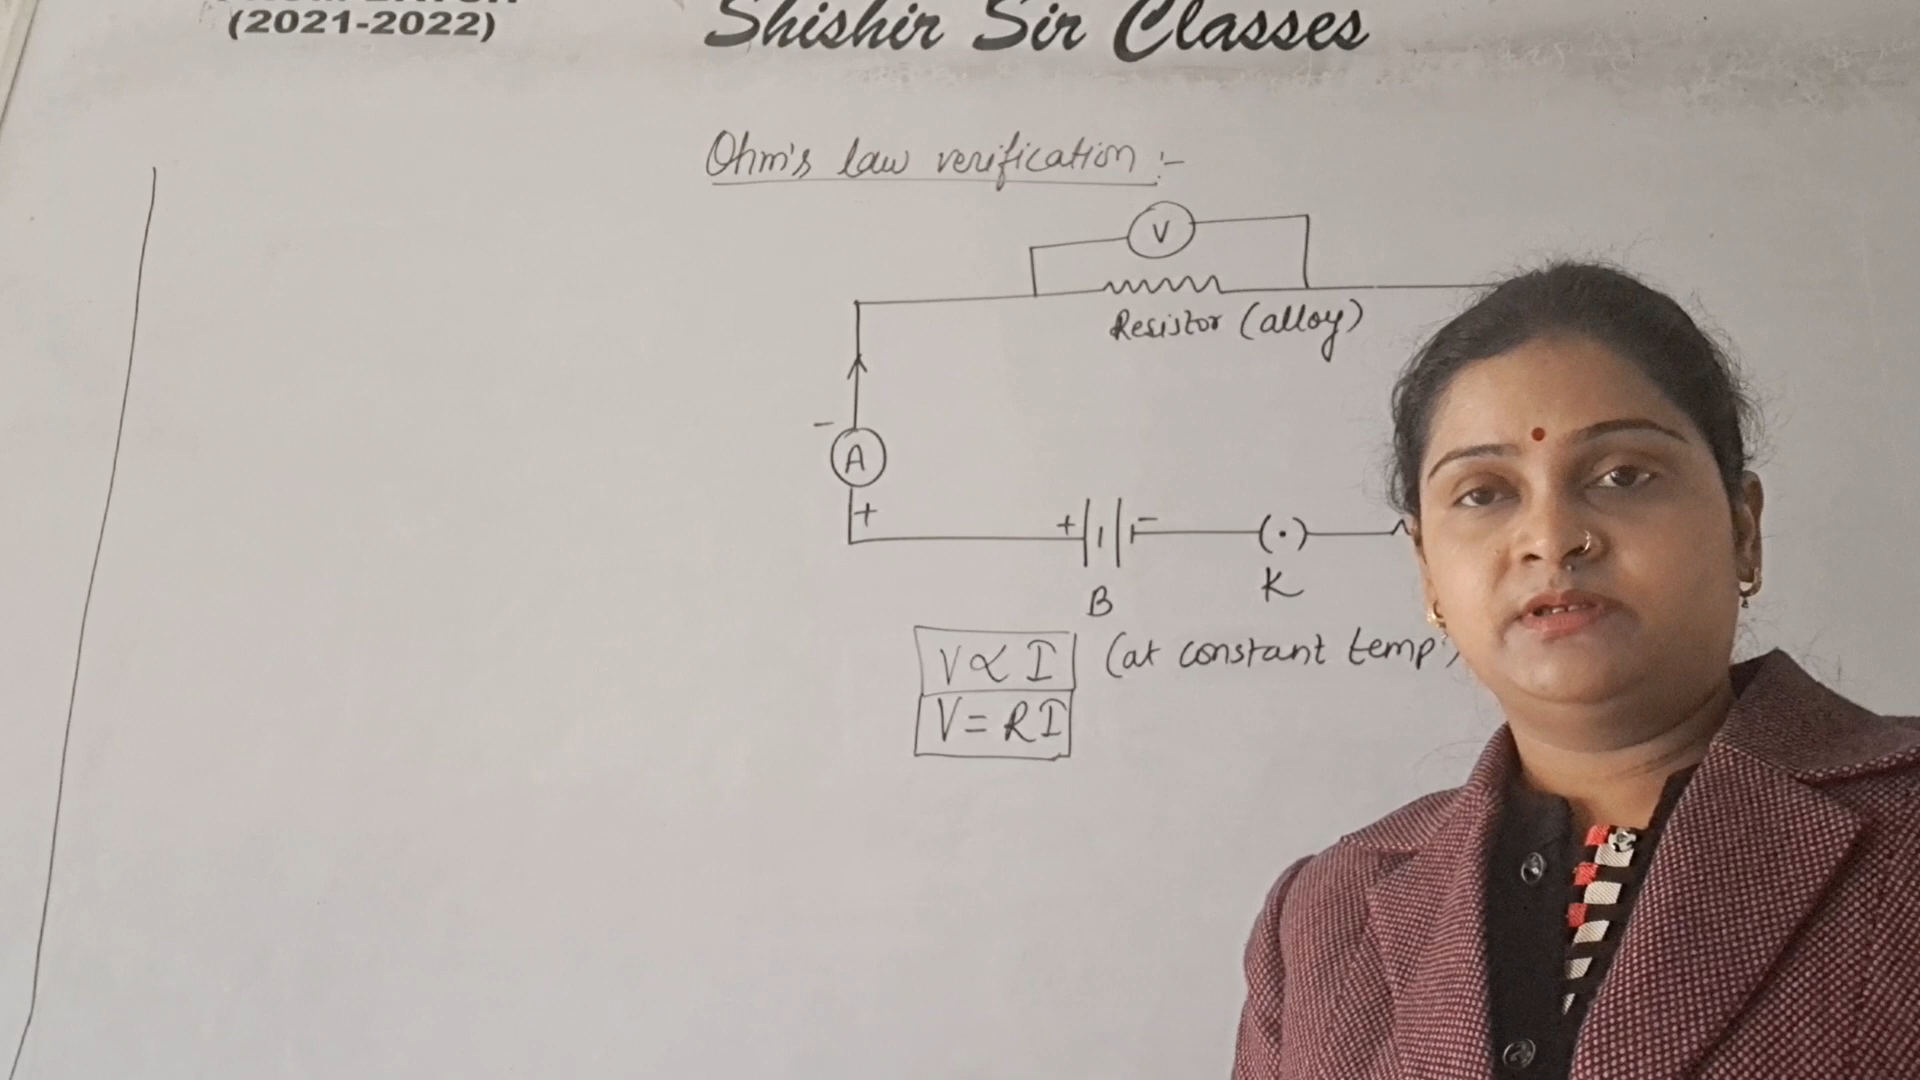 (2021-2022)
Shishir Sir Classes
Ohm's law verification :-
V
Resistor (alloy)
-
A
+
+ -
B
K
V ∝ I (at constant temp.)
V = RI